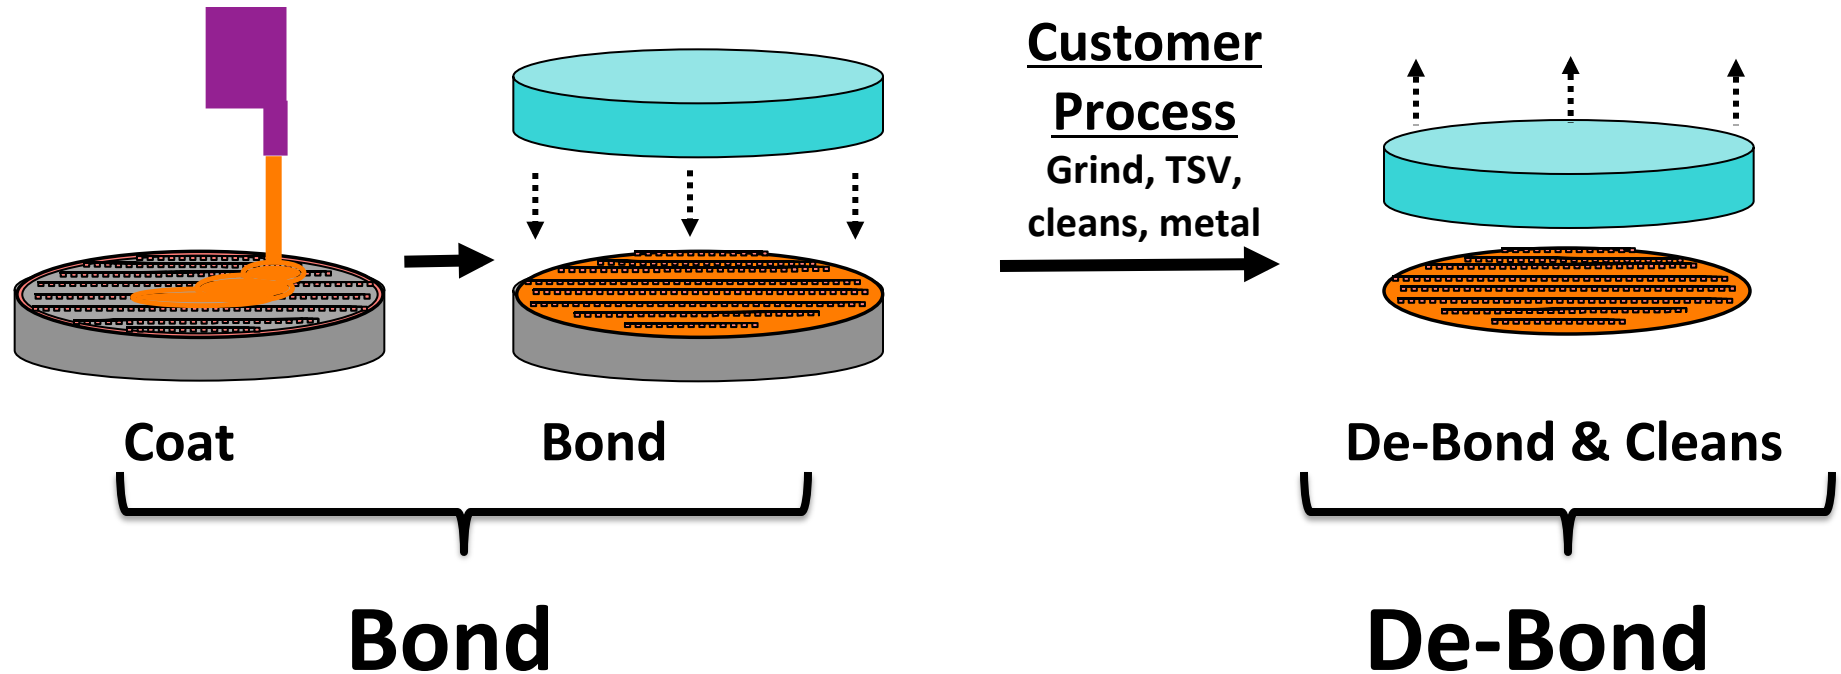 Customer
Process
Grind, TSV,
cleans, metal
Coat
Bond
De-Bond & Cleans
Bond
De-Bond